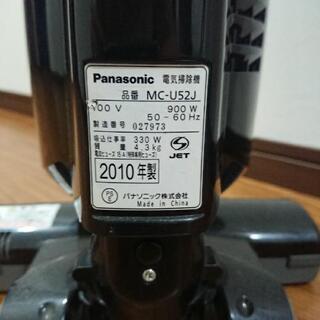 Panasonic 電気掃除機
品番 MC-U52J
100 V 900 W
50-60 Hz
製造番号 027973
吸込仕事率 330 W
質量 4.3 kg
JET
2010年製
PS E
パナソニック株式会社
Made in China